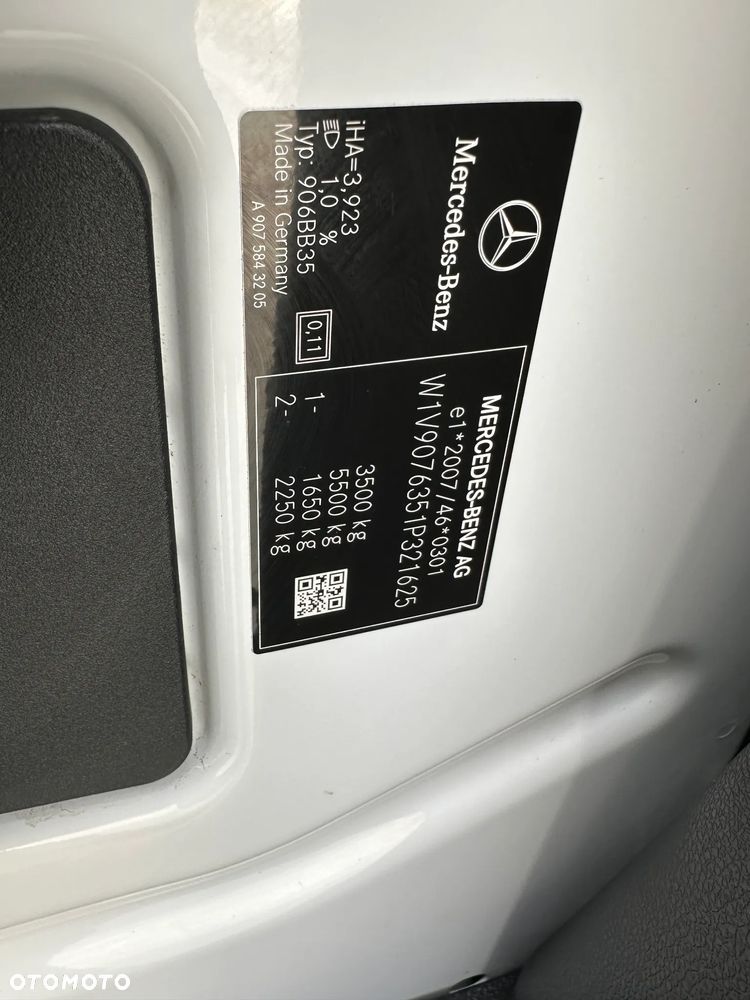 Mercedes-Benz
iHA=3,923
1,0 %
Typ: 906BB35
Made in Germany
A 907 584 32 05
0,11
MERCEDES-BENZ AG
e1*2007/46*0301
W1V9076351P321625
3500 kg
5500 kg
1- 1650 kg
2- 2250 kg
OTOMOTO